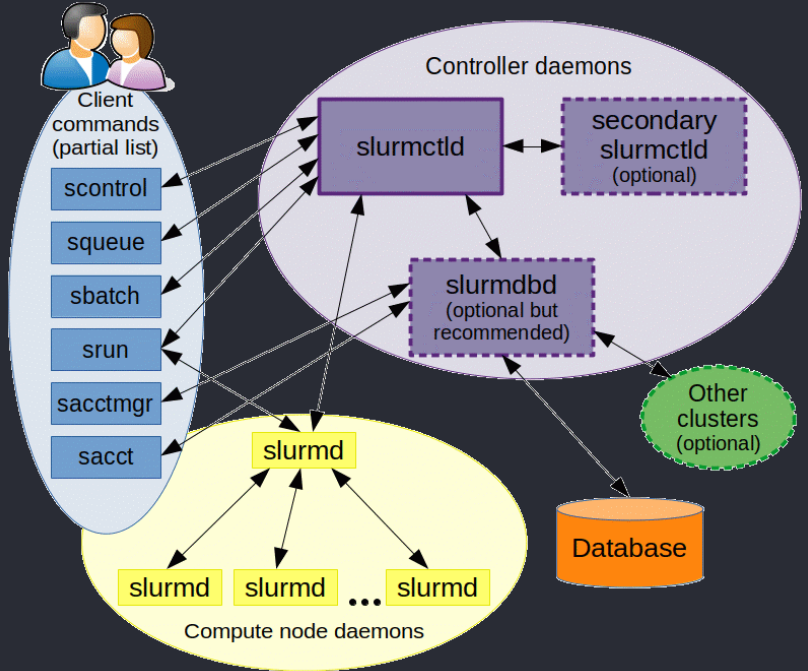 Client
commands
(partial list)
scontrol
squeue
sbatch
srun
sacctmgr
sacct
Controller daemons
slurmctld
secondary
slurmctld
(optional)
slurmdbd
(optional but
recommended)
Other
clusters
(optional)
Database
slurmd
slurmd
slurmd
...
slurmd
Compute node daemons